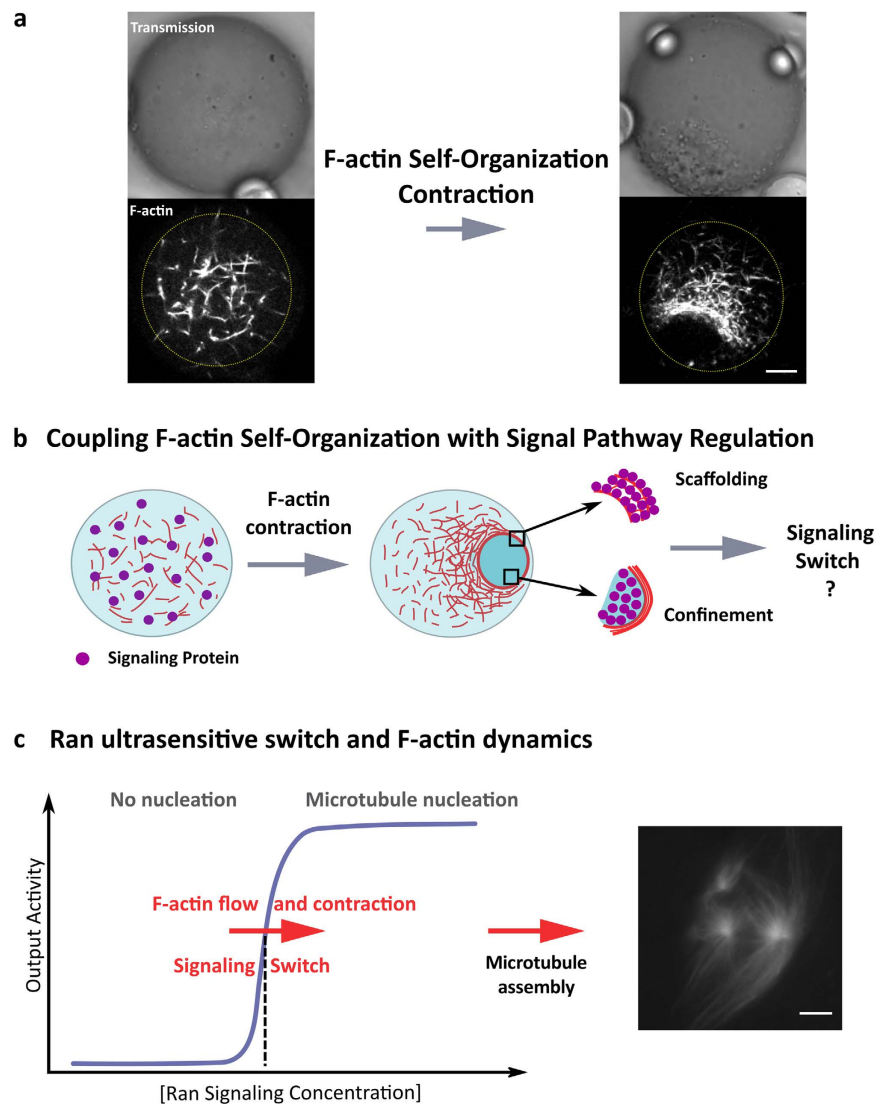 a
Transmission
F-actin
F-actin Self-Organization
Contraction
b Coupling F-actin Self-Organization with Signal Pathway Regulation
F-actin
contraction
Signaling Protein
Scaffolding
Confinement
Signaling
Switch
?
c Ran ultrasensitive switch and F-actin dynamics
No nucleation
Microtubule nucleation
Output Activity
F-actin flow and contraction
Signaling Switch
[Ran Signaling Concentration]
Microtubule
assembly